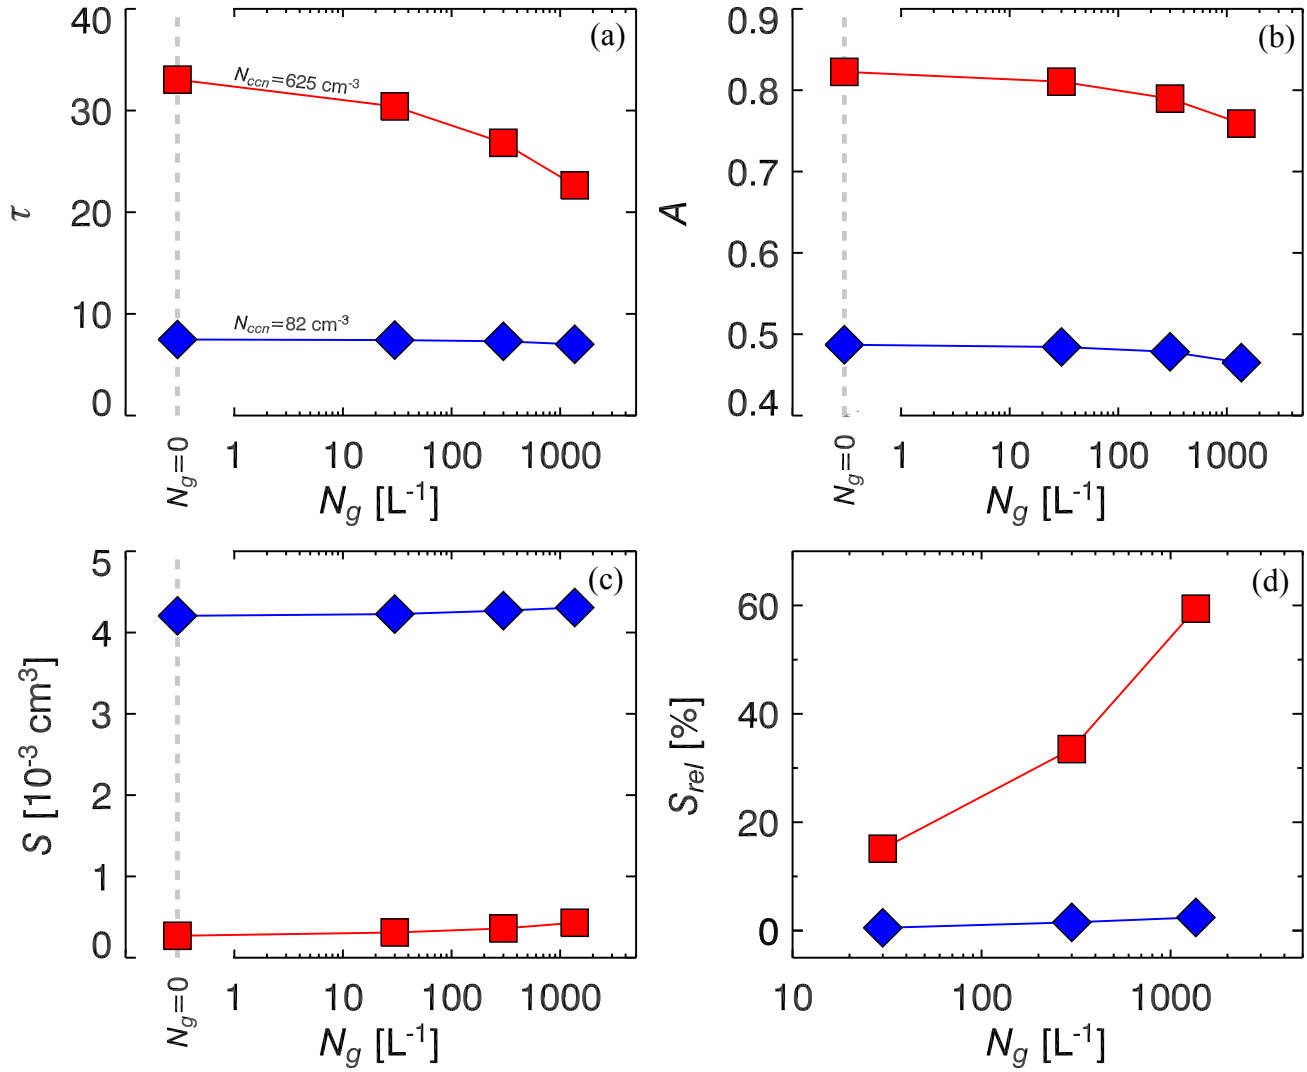 (a)
40
30
20
10
0
τ
N_ccn=625 cm-3
N_ccn=82 cm-3
N_g=0
1 10 100 1000
N_g [L-1]
(b)
0.9
0.8
0.7
0.6
0.5
0.4
A
N_g=0
1 10 100 1000
N_g [L-1]
(c)
5
4
3
2
1
0
S [10-3 cm3]
N_g=0
1 10 100 1000
N_g [L-1]
(d)
60
40
20
0
S_rel [%]
10 100 1000
N_g [L-1]